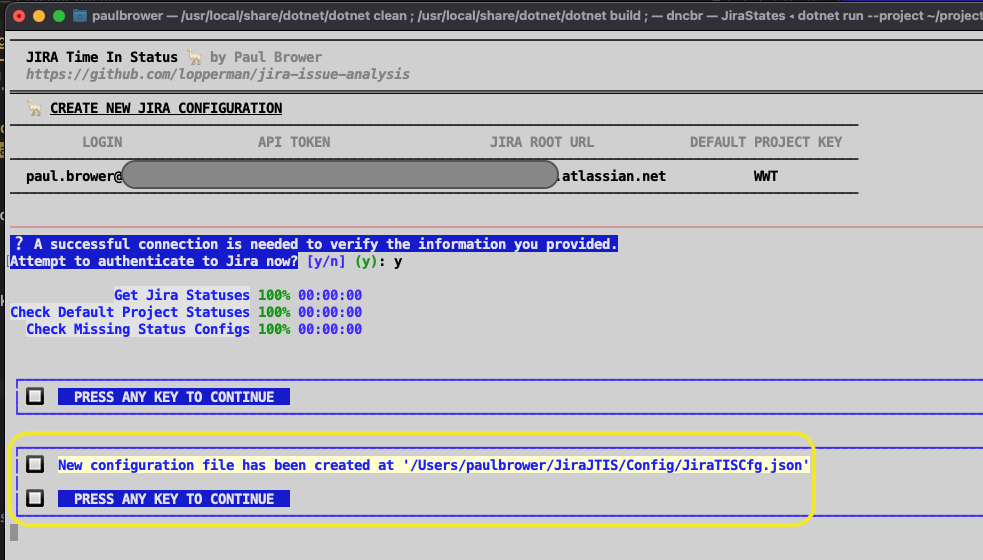 paulbrower — /usr/local/share/dotnet/dotnet clean ; /usr/local/share/dotnet/dotnet build ; — dncbr — JiraStates ◂ dotnet run --project ~/project
JIRA Time In Status 🦙 by Paul Brower
https://github.com/lopperman/jira-issue-analysis
🦙 CREATE NEW JIRA CONFIGURATION
LOGIN API TOKEN JIRA ROOT URL DEFAULT PROJECT KEY
paul.brower@ .atlassian.net WWT
? A successful connection is needed to verify the information you provided.
Attempt to authenticate to Jira now? [y/n] (y): y
Get Jira Statuses 100% 00:00:00
Check Default Project Statuses 100% 00:00:00
Check Missing Status Configs 100% 00:00:00
PRESS ANY KEY TO CONTINUE
New configuration file has been created at '/Users/paulbrower/JiraJTIS/Config/JiraTISCfg.json'
PRESS ANY KEY TO CONTINUE